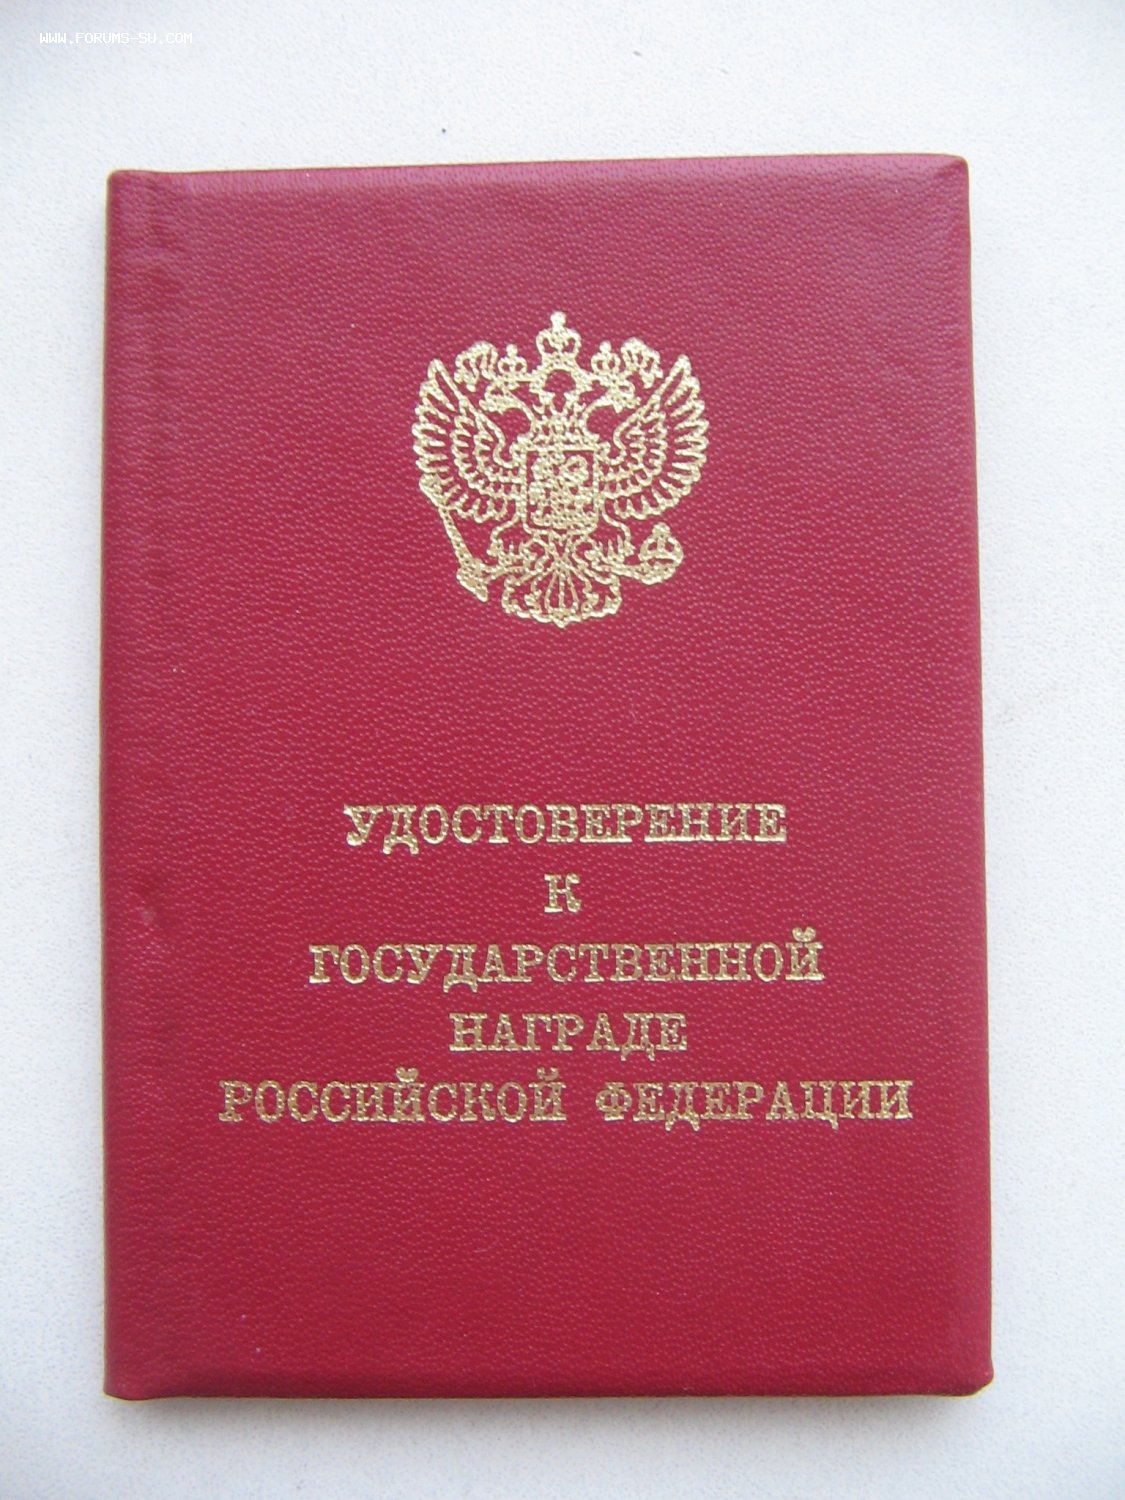 WWW.FORUMS-SU.COM
УДОСТОВЕРЕНИЕ
К
ГОСУДАРСТВЕННОЙ
НАГРАДЕ
РОССИЙСКОЙ ФЕДЕРАЦИИ